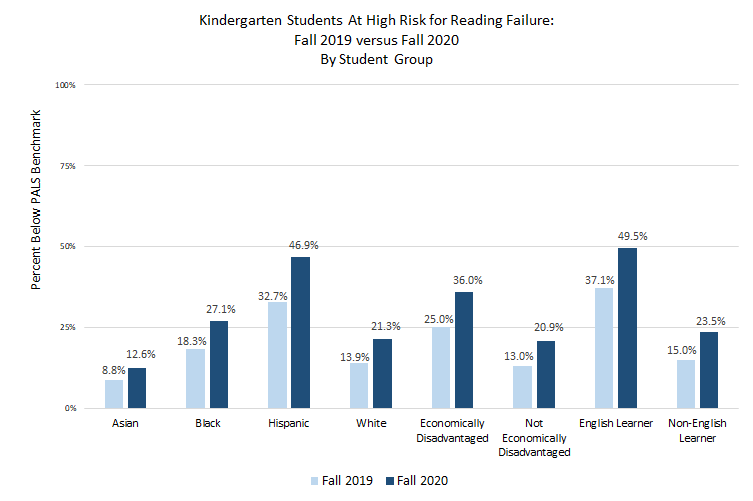 Kindergarten Students At High Risk for Reading Failure:
Fall 2019 versus Fall 2020
By Student Group
Percent Below PALS Benchmark
100%
75%
50%
25%
0%
8.8%
12.6%
18.3%
27.1%
32.7%
46.9%
13.9%
21.3%
25.0%
36.0%
13.0%
20.9%
37.1%
49.5%
15.0%
23.5%
Asian
Black
Hispanic
White
Economically
Disadvantaged
Not
Economically
Disadvantaged
English Learner
Non-English
Learner
Fall 2019
Fall 2020